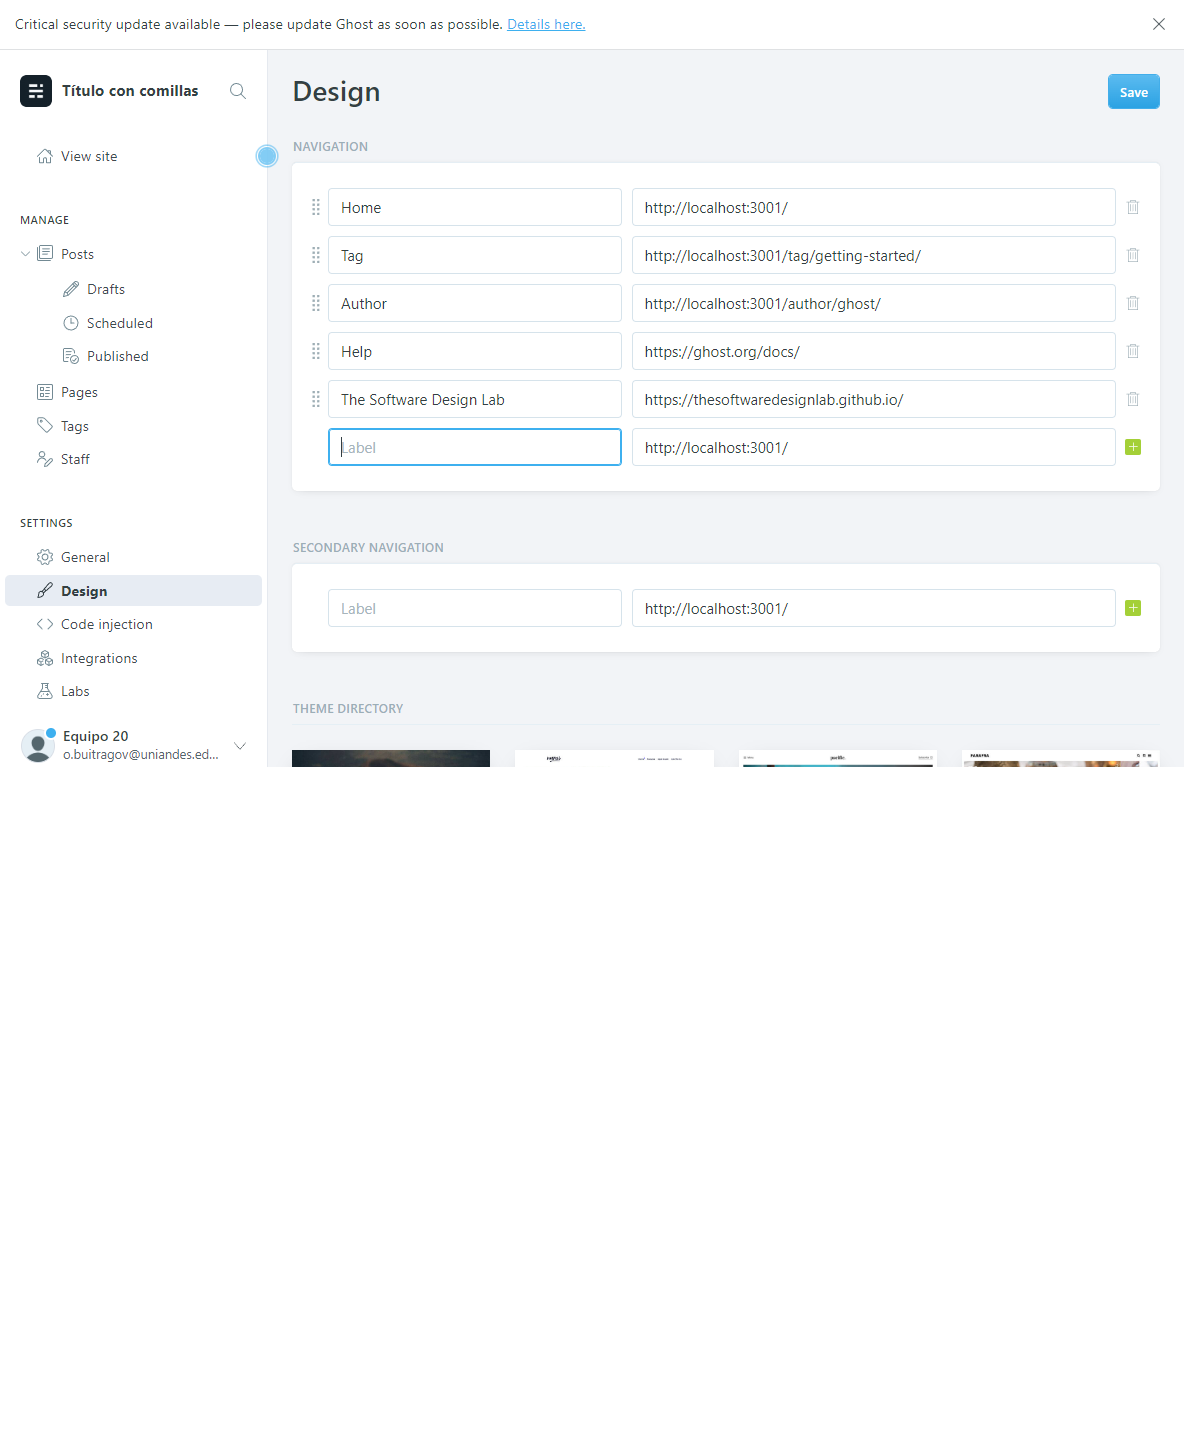 Critical security update available — please update Ghost as soon as possible. Details here.
Título con comillas
View site
MANAGE
Posts
Drafts
Scheduled
Published
Pages
Tags
Staff
SETTINGS
General
Design
Code injection
Integrations
Labs
Equipo 20
o.buitragov@uniandes.ed...
Design
Save
NAVIGATION
Home http://localhost:3001/
Tag http://localhost:3001/tag/getting-started/
Author http://localhost:3001/author/ghost/
Help https://ghost.org/docs/
The Software Design Lab https://thesoftwaredesignlab.github.io/
Label http://localhost:3001/
SECONDARY NAVIGATION
Label http://localhost:3001/
THEME DIRECTORY